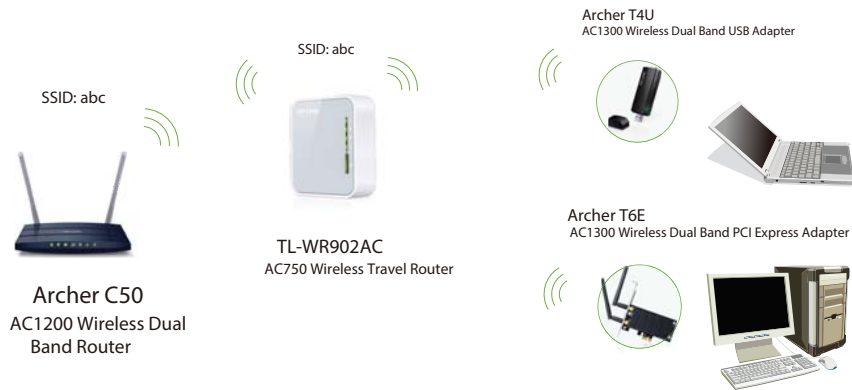 SSID: abc
Archer C50
AC1200 Wireless Dual
Band Router
SSID: abc
TL-WR902AC
AC750 Wireless Travel Router
Archer T4U
AC1300 Wireless Dual Band USB Adapter
Archer T6E
AC1300 Wireless Dual Band PCI Express Adapter